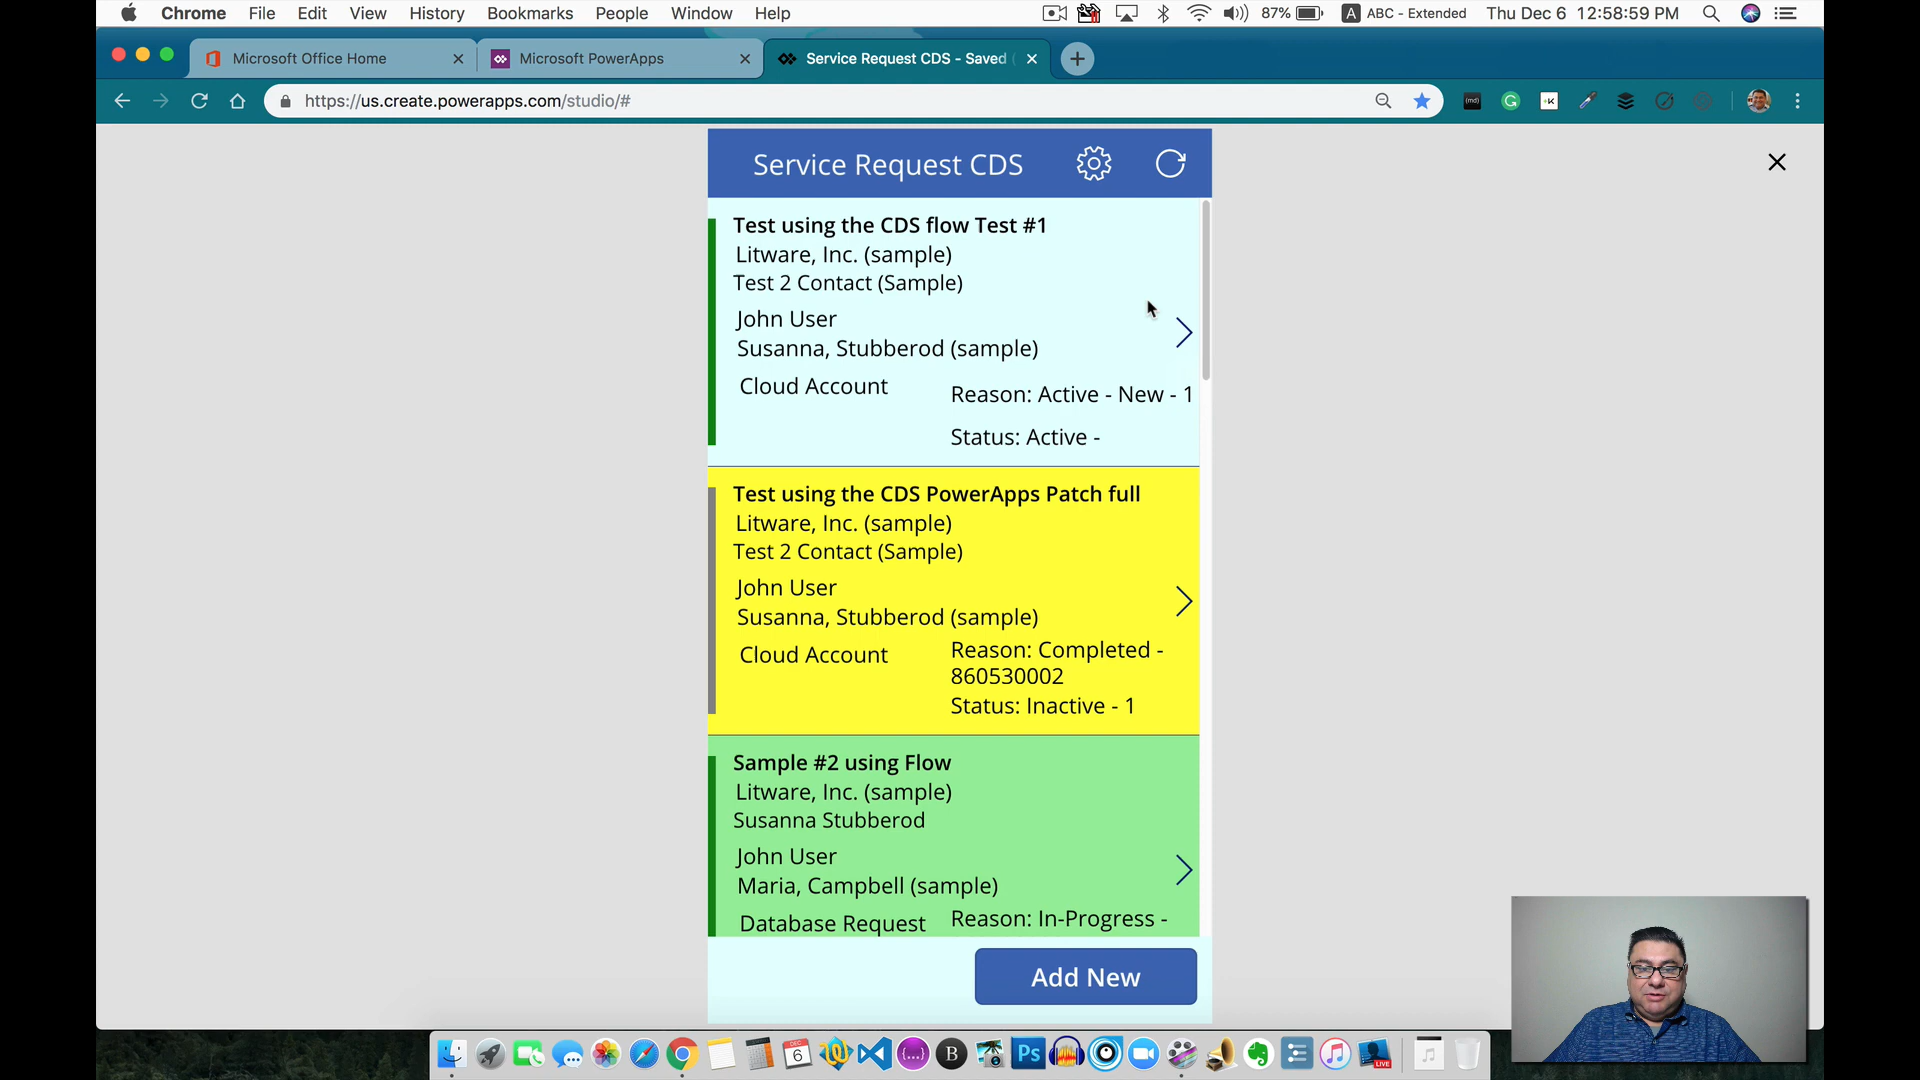 Chrome File Edit View History Bookmarks People Window Help 87% A ABC - Extended Thu Dec 6 12:58:59 PM
Microsoft Office Home Microsoft PowerApps Service Request CDS - Saved (
https://us.create.powerapps.com/studio/#
Service Request CDS
Test using the CDS flow Test #1
Litware, Inc. (sample)
Test 2 Contact (Sample)
John User
Susanna, Stubberod (sample)
Cloud Account
Reason: Active - New - 1
Status: Active -
Test using the CDS PowerApps Patch full
Litware, Inc. (sample)
Test 2 Contact (Sample)
John User
Susanna, Stubberod (sample)
Cloud Account
Reason: Completed -
860530002
Status: Inactive - 1
Sample #2 using Flow
Litware, Inc. (sample)
Susanna Stubberod
John User
Maria, Campbell (sample)
Database Request
Reason: In-Progress -
Add New
DEC
6
{...}
B
Ps
LIVE